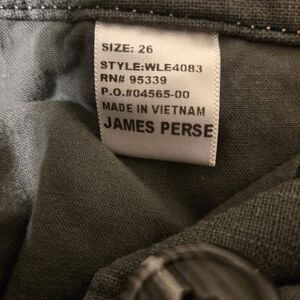 SIZE: 26
STYLE:WLE4083
RN# 95339
P.O.#04565-00
MADE IN VIETNAM
JAMES PERSE